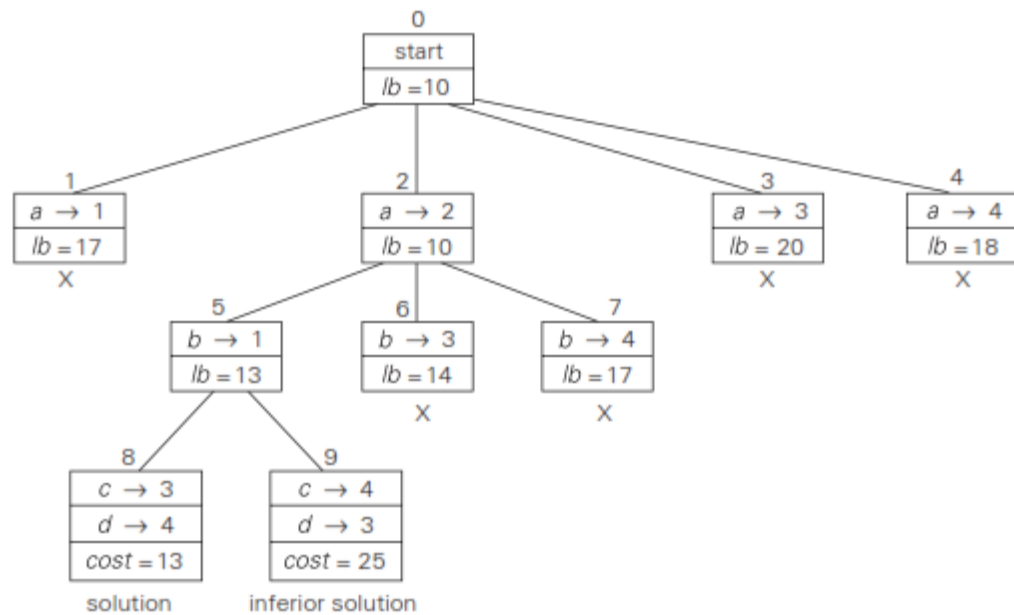 0
start
lb = 10
1
a → 1
lb = 17
X
2
a → 2
lb = 10
3
a → 3
lb = 20
X
4
a → 4
lb = 18
X
5
b → 1
lb = 13
6
b → 3
lb = 14
X
7
b → 4
lb = 17
X
8
c → 3
d → 4
cost = 13
solution
9
c → 4
d → 3
cost = 25
inferior solution